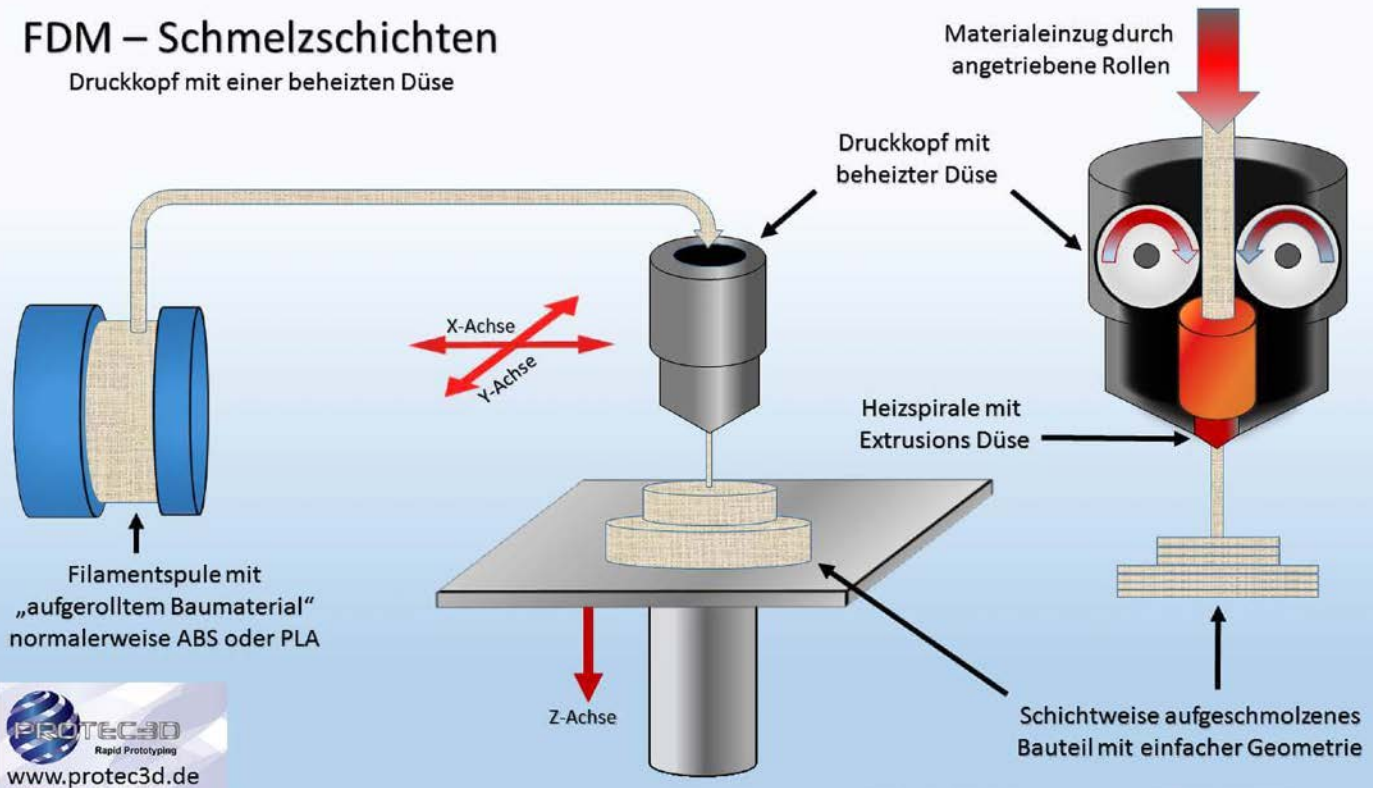 FDM – Schmelzschichten
Druckkopf mit einer beheizten Düse
Materialeinzug durch
angetriebene Rollen
Druckkopf mit
beheizter Düse
X-Achse
Y-Achse
Heizspirale mit
Extrusions Düse
Filamentspule mit
„aufgerolltem Baumaterial“
normalerweise ABS oder PLA
Z-Achse
Schichtweise aufgeschmolzenes
Bauteil mit einfacher Geometrie
PROTEC3D
Rapid Prototyping
www.protec3d.de